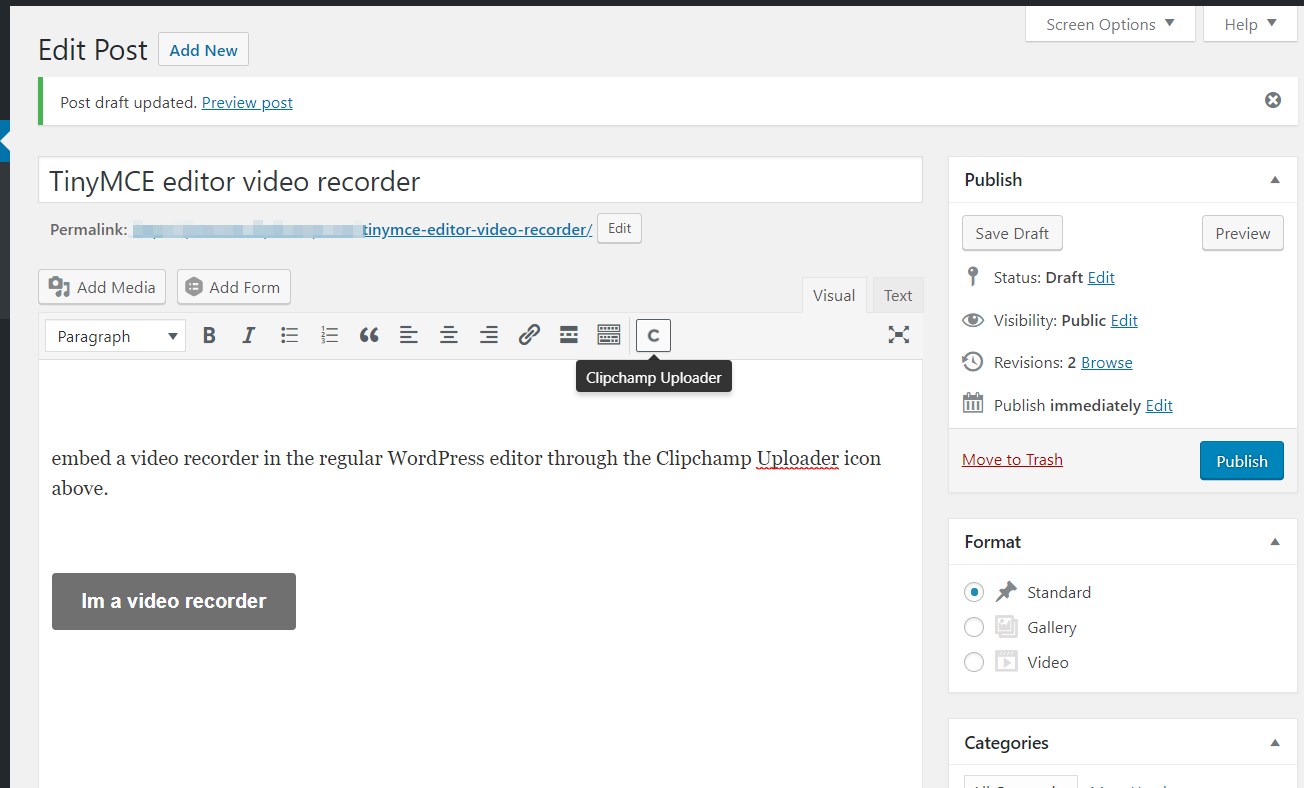 Screen Options Help
Edit Post Add New
Post draft updated. Preview post
TinyMCE editor video recorder
Permalink: tinymce-editor-video-recorder/ Edit
Add Media Add Form
Visual Text
Paragraph B I C
Clipchamp Uploader
embed a video recorder in the regular WordPress editor through the Clipchamp Uploader icon
above.
Im a video recorder
Publish
Save Draft Preview
Status: Draft Edit
Visibility: Public Edit
Revisions: 2 Browse
Publish immediately Edit
Move to Trash Publish
Format
Standard
Gallery
Video
Categories